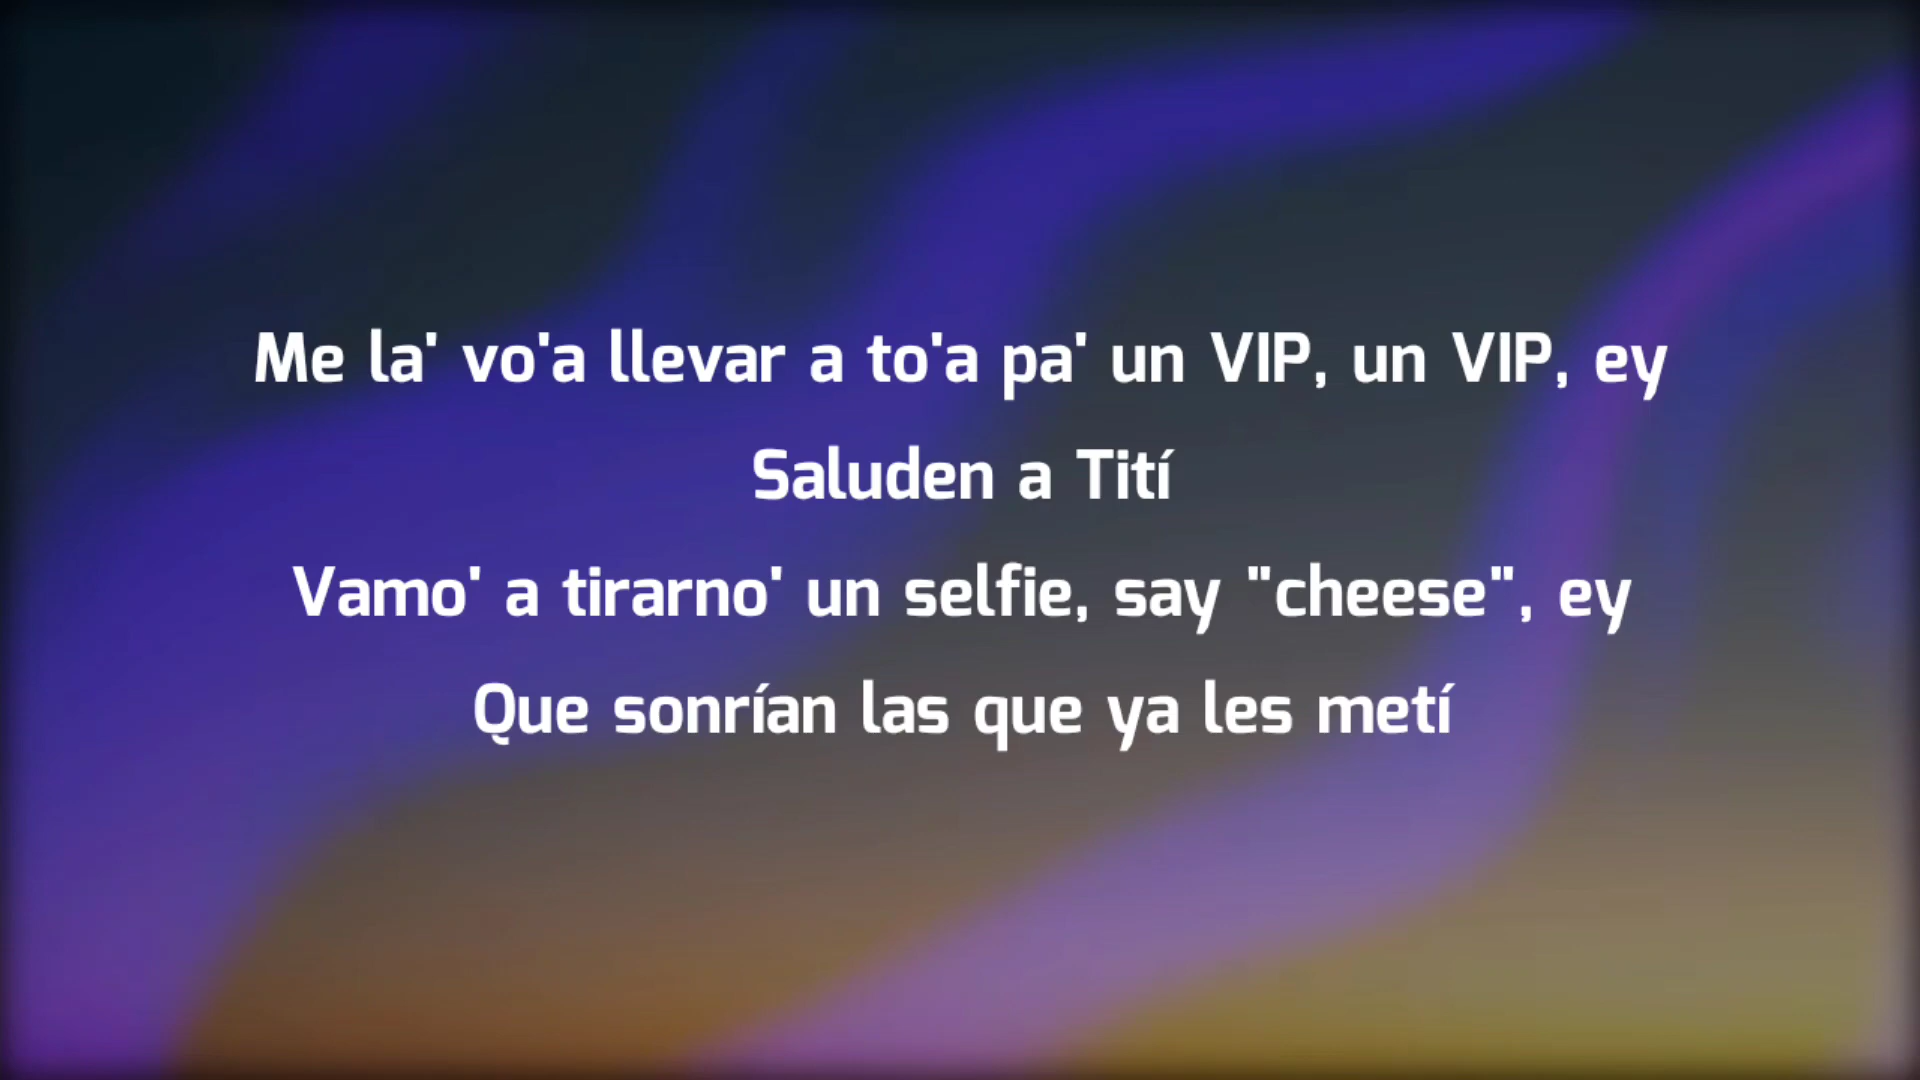 Me la' vo'a llevar a to'a pa' un VIP, un VIP, ey
Saluden a Tití
Vamo' a tirarno' un selfie, say "cheese", ey
Que sonrían las que ya les metí